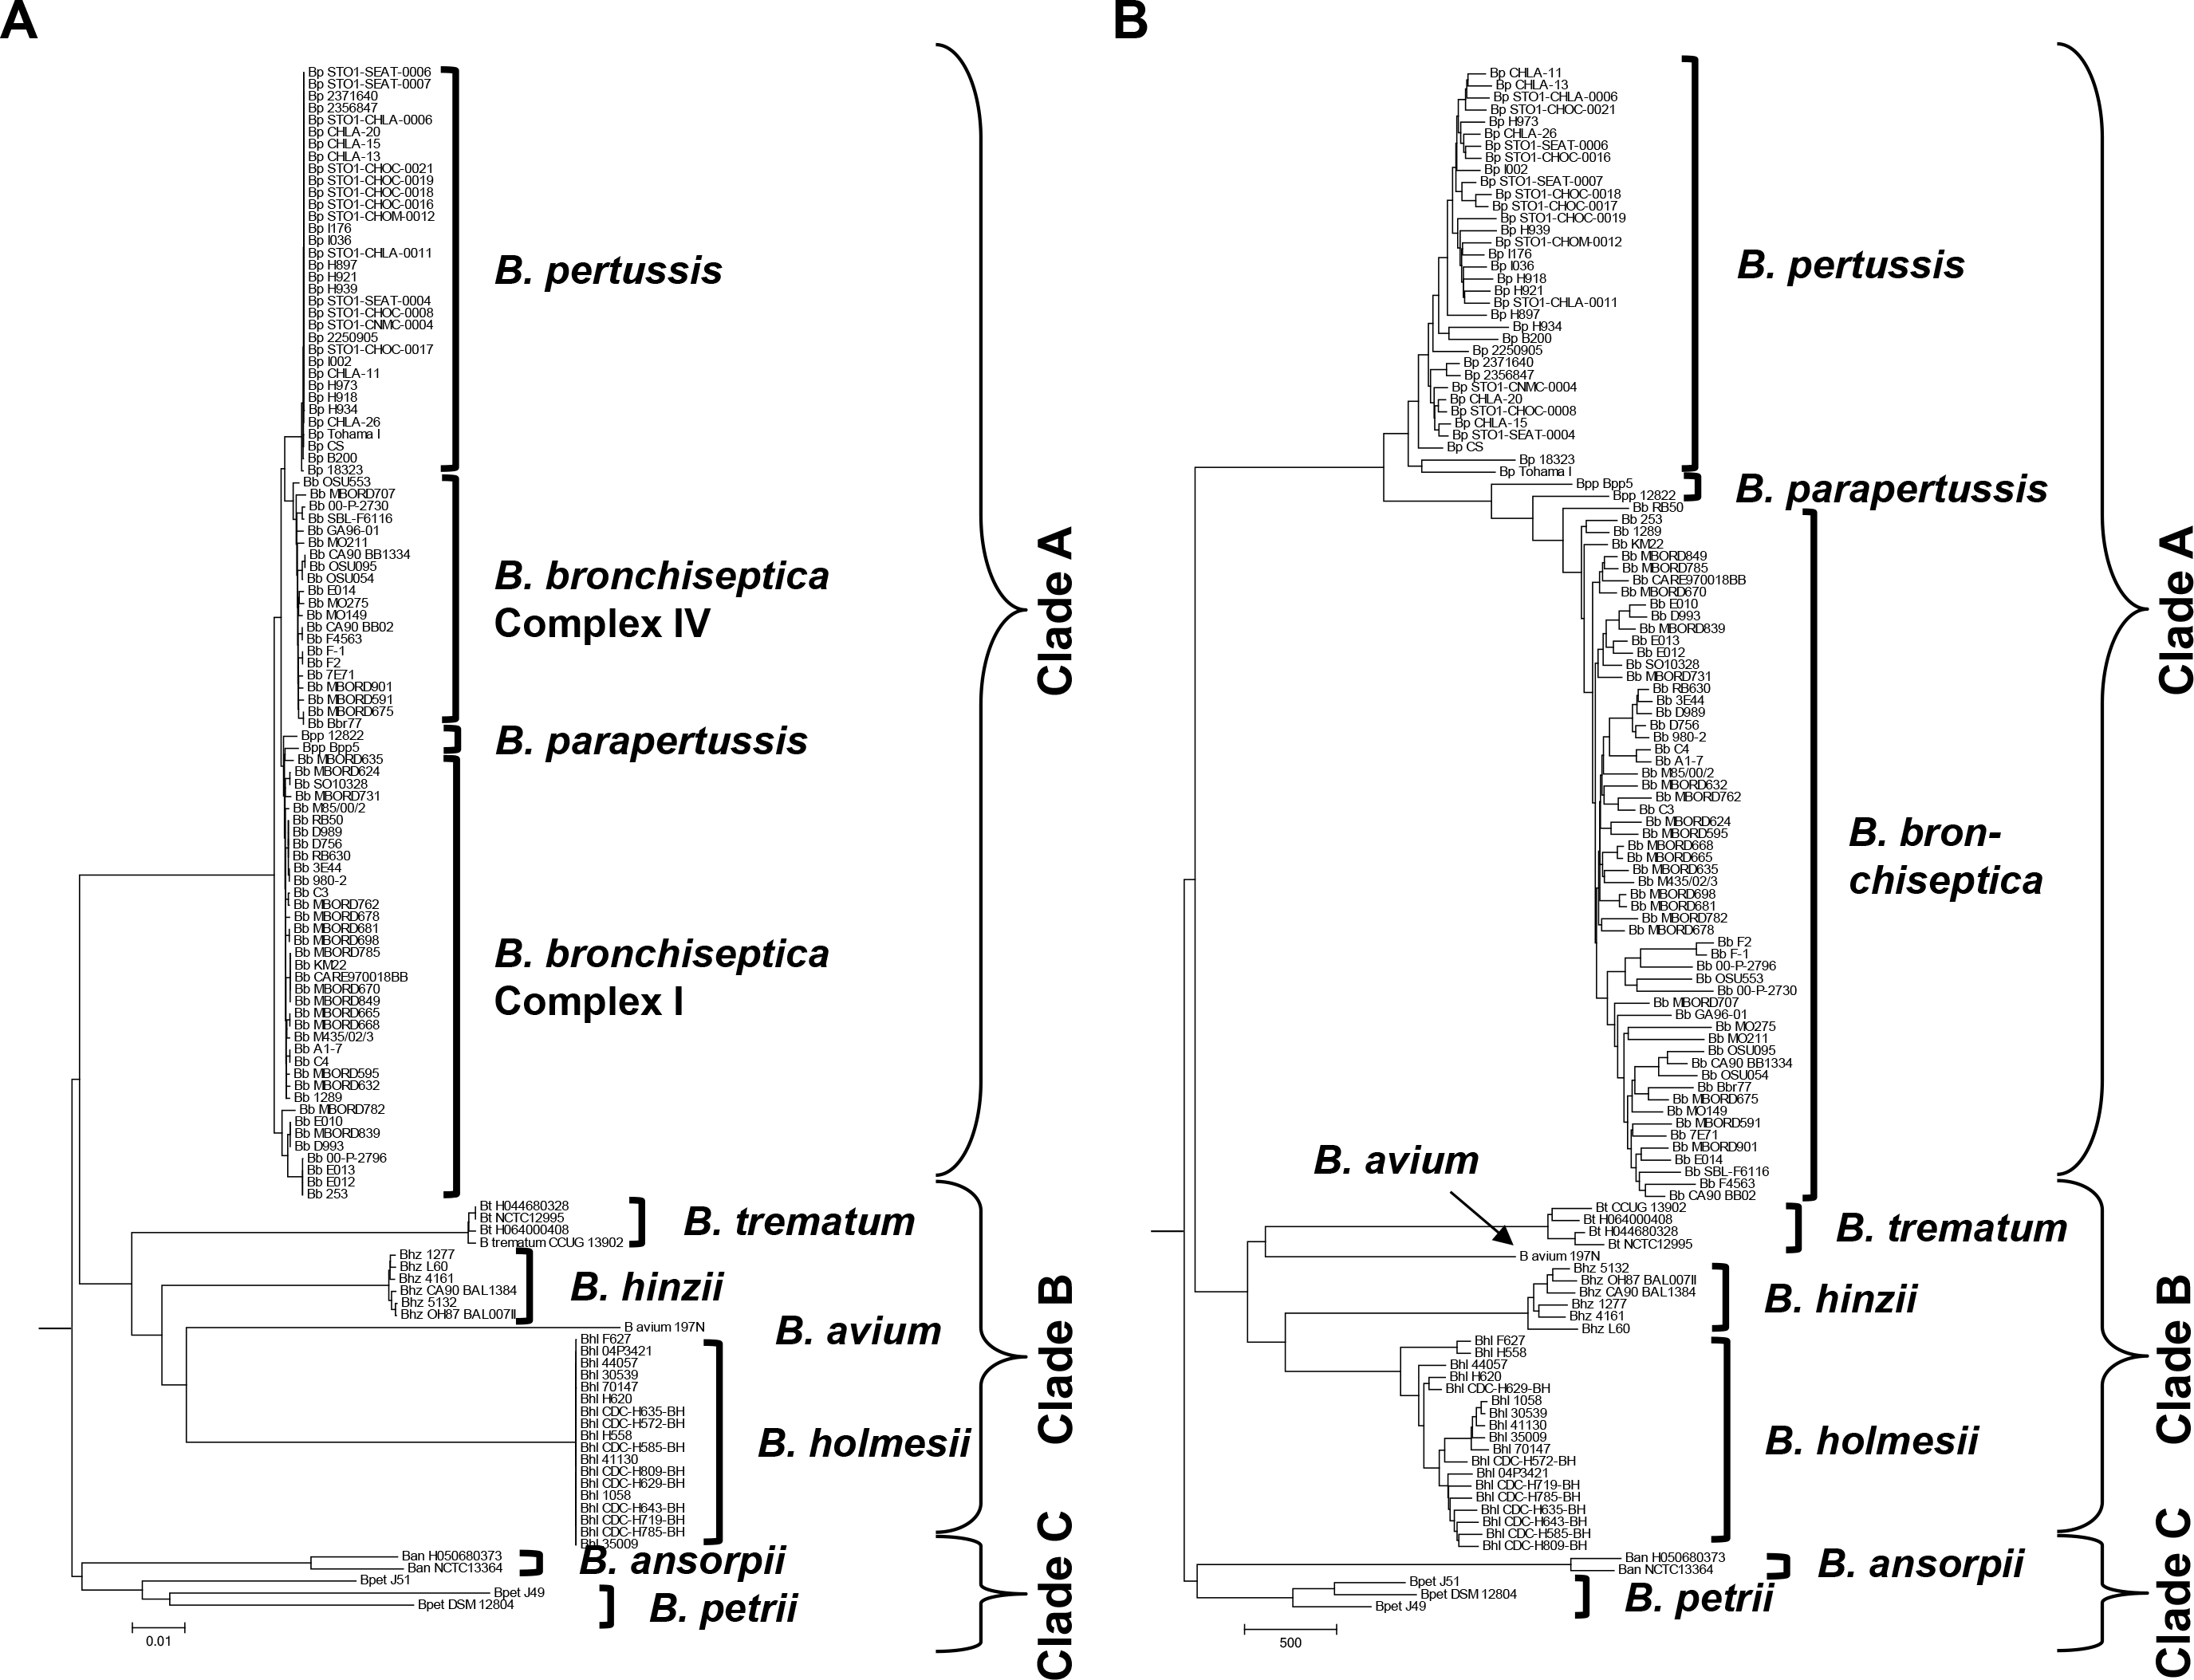 A
Bp STO1-SEAT-0006
Bp STO1-SEAT-0007
Bp 2371640
Bp 2356847
Bp STO1-CHLA-0006
Bp CHLA-20
Bp CHLA-15
Bp CHLA-13
Bp STO1-CHOC-0021
Bp STO1-CHOC-0019
Bp STO1-CHOC-0018
Bp STO1-CHOC-0016
Bp STO1-CHOM-0012
Bp I176
Bp I036
Bp STO1-CHLA-0011
Bp H897
Bp H921
Bp H939
Bp STO1-SEAT-0004
Bp STO1-CHOC-0008
Bp STO1-CNMC-0004
Bp 2250905
Bp STO1-CHOC-0017
Bp I002
Bp CHLA-11
Bp H973
Bp H918
Bp H934
Bp CHLA-26
Bp Tohama I
Bp CS
Bp B200
Bp 18323
Bb OSU553
Bb MBORD707
Bb 00-P-2730
Bb SBL-F6116
Bb GA96-01
Bb MO211
Bb CA90 BB1334
Bb OSU095
Bb OSU054
Bb E014
Bb MO275
Bb MO149
Bb CA90 BB02
Bb F4563
Bb F-1
Bb F2
Bb 7E71
Bb MBORD901
Bb MBORD591
Bb MBORD675
Bb Bbr77
Bpp 12822
Bpp Bpp5
Bb MBORD635
Bb MBORD624
Bb SO10328
Bb MBORD731
Bb M85/00/2
Bb RB50
Bb D989
Bb D756
Bb RB630
Bb 3E44
Bb 980-2
Bb C3
Bb MBORD762
Bb MBORD678
Bb MBORD681
Bb MBORD698
Bb MBORD785
Bb KM22
Bb CARE970018BB
Bb MBORD670
Bb MBORD849
Bb MBORD665
Bb MBORD668
Bb M435/02/3
Bb A1-7
Bb C4
Bb MBORD595
Bb MBORD632
Bb 1289
Bb MBORD782
Bb E010
Bb MBORD839
Bb D993
Bb 00-P-2796
Bb E013
Bb E012
Bb 253
Bt H044680328
Bt NCTC12995
Bt H064000408
B trematum CCUG 13902
Bhz 1277
Bhz L60
Bhz 4161
Bhz CA90 BAL1384
Bhz 5132
Bhz OH87 BAL007II
B avium 197N
Bhl F627
Bhl 04P3421
Bhl 44057
Bhl 30539
Bhl 70147
Bhl H620
Bhl CDC-H635-BH
Bhl CDC-H572-BH
Bhl H558
Bhl CDC-H585-BH
Bhl 41130
Bhl CDC-H809-BH
Bhl CDC-H629-BH
Bhl 1058
Bhl CDC-H643-BH
Bhl CDC-H719-BH
Bhl CDC-H785-BH
Bhl 35009
Ban H050680373
Ban NCTC13364
Bpet J51
Bpet J49
Bpet DSM 12804
0.01
B. pertussis
B. bronchiseptica
Complex IV
B. parapertussis
B. bronchiseptica
Complex I
B. trematum
B. hinzii
B. avium
B. holmesii
B. ansorpii
B. petrii
Clade A
Clade B
Clade C
B
Bp CHLA-11
Bp CHLA-13
Bp STO1-CHLA-0006
Bp STO1-CHOC-0021
Bp H973
Bp CHLA-26
Bp STO1-SEAT-0006
Bp STO1-CHOC-0016
Bp I002
Bp STO1-SEAT-0007
Bp STO1-CHOC-0018
Bp STO1-CHOC-0017
Bp STO1-CHOC-0019
Bp H939
Bp STO1-CHOM-0012
Bp I176
Bp I036
Bp H918
Bp H921
Bp STO1-CHLA-0011
Bp H897
Bp H934
Bp B200
Bp 2250905
Bp 2371640
Bp 2356847
Bp STO1-CNMC-0004
Bp CHLA-20
Bp STO1-CHOC-0008
Bp CHLA-15
Bp STO1-SEAT-0004
Bp CS
Bp 18323
Bp Tohama I
Bpp Bpp5
Bpp 12822
Bb RB50
Bb 253
Bb 1289
Bb KM22
Bb MBORD849
Bb MBORD785
Bb CARE970018BB
Bb MBORD670
Bb E010
Bb D993
Bb MBORD839
Bb E013
Bb E012
Bb SO10328
Bb MBORD731
Bb RB630
Bb 3E44
Bb D989
Bb D756
Bb 980-2
Bb C4
Bb A1-7
Bb M85/00/2
Bb MBORD632
Bb MBORD762
Bb C3
Bb MBORD624
Bb MBORD595
Bb MBORD668
Bb MBORD665
Bb MBORD635
Bb M435/02/3
Bb MBORD698
Bb MBORD681
Bb MBORD782
Bb MBORD678
Bb F2
Bb F-1
Bb 00-P-2796
Bb OSU553
Bb 00-P-2730
Bb MBORD707
Bb GA96-01
Bb MO275
Bb MO211
Bb OSU095
Bb CA90 BB1334
Bb OSU054
Bb Bbr77
Bb MBORD675
Bb MO149
Bb MBORD591
Bb 7E71
Bb MBORD901
Bb E014
Bb SBL-F6116
Bb F4563
Bb CA90 BB02
Bt CCUG 13902
Bt H064000408
Bt H044680328
Bt NCTC12995
B avium 197N
Bhz 5132
Bhz OH87 BAL007II
Bhz CA90 BAL1384
Bhz 1277
Bhz 4161
Bhz L60
Bhl F627
Bhl H558
Bhl 44057
Bhl H620
Bhl CDC-H629-BH
Bhl 1058
Bhl 30539
Bhl 41130
Bhl 35009
Bhl 70147
Bhl CDC-H572-BH
Bhl 04P3421
Bhl CDC-H719-BH
Bhl CDC-H785-BH
Bhl CDC-H635-BH
Bhl CDC-H643-BH
Bhl CDC-H585-BH
Bhl CDC-H809-BH
Ban H050680373
Ban NCTC13364
Bpet J51
Bpet DSM 12804
Bpet J49
500
B. pertussis
B. parapertussis
B. bron-
chiseptica
B. avium
B. trematum
B. hinzii
B. holmesii
B. ansorpii
B. petrii
Clade A
Clade B
Clade C